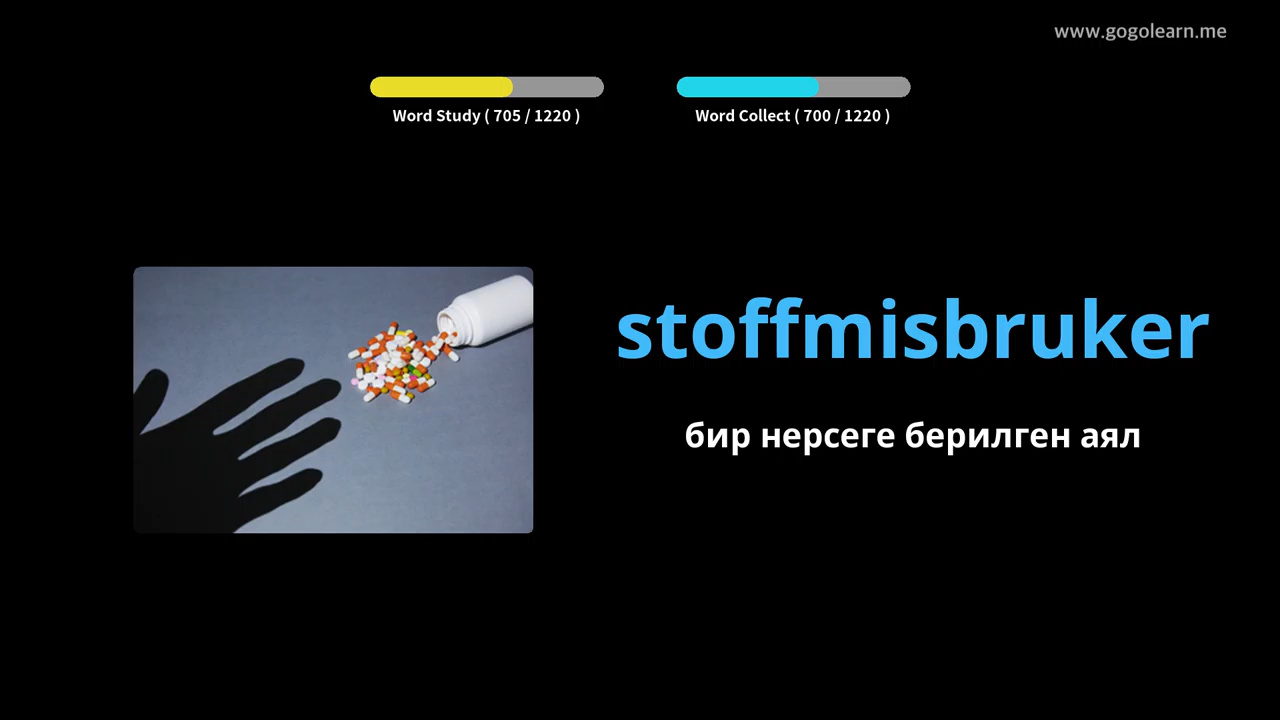 www.gogolearn.me
Word Study ( 705 / 1220 )
Word Collect ( 700 / 1220 )
stoffmisbruker
бир нерсеге берилген аял